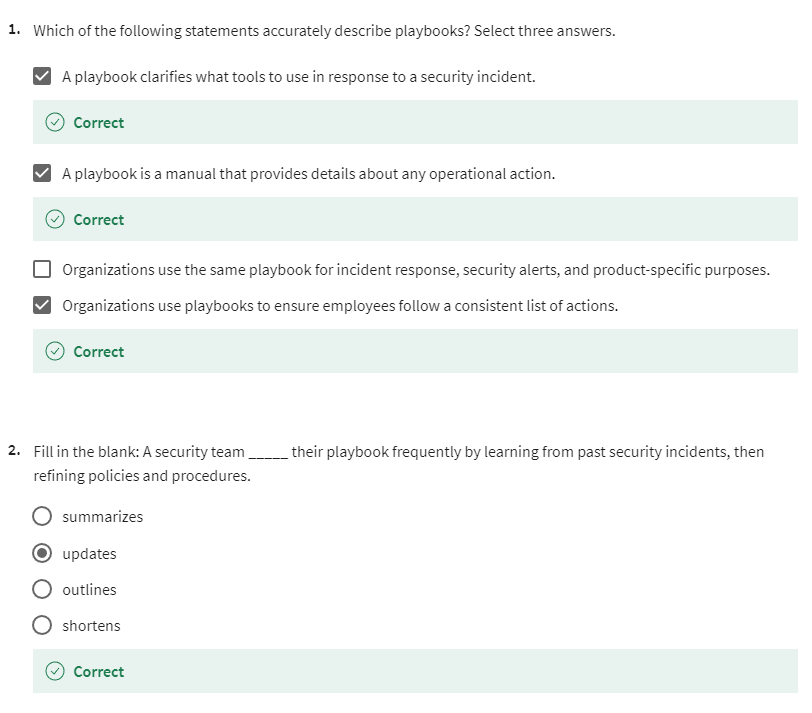 1. Which of the following statements accurately describe playbooks? Select three answers.
A playbook clarifies what tools to use in response to a security incident.
Correct
A playbook is a manual that provides details about any operational action.
Correct
Organizations use the same playbook for incident response, security alerts, and product-specific purposes.
Organizations use playbooks to ensure employees follow a consistent list of actions.
Correct
2. Fill in the blank: A security team _____ their playbook frequently by learning from past security incidents, then
refining policies and procedures.
summarizes
updates
outlines
shortens
Correct